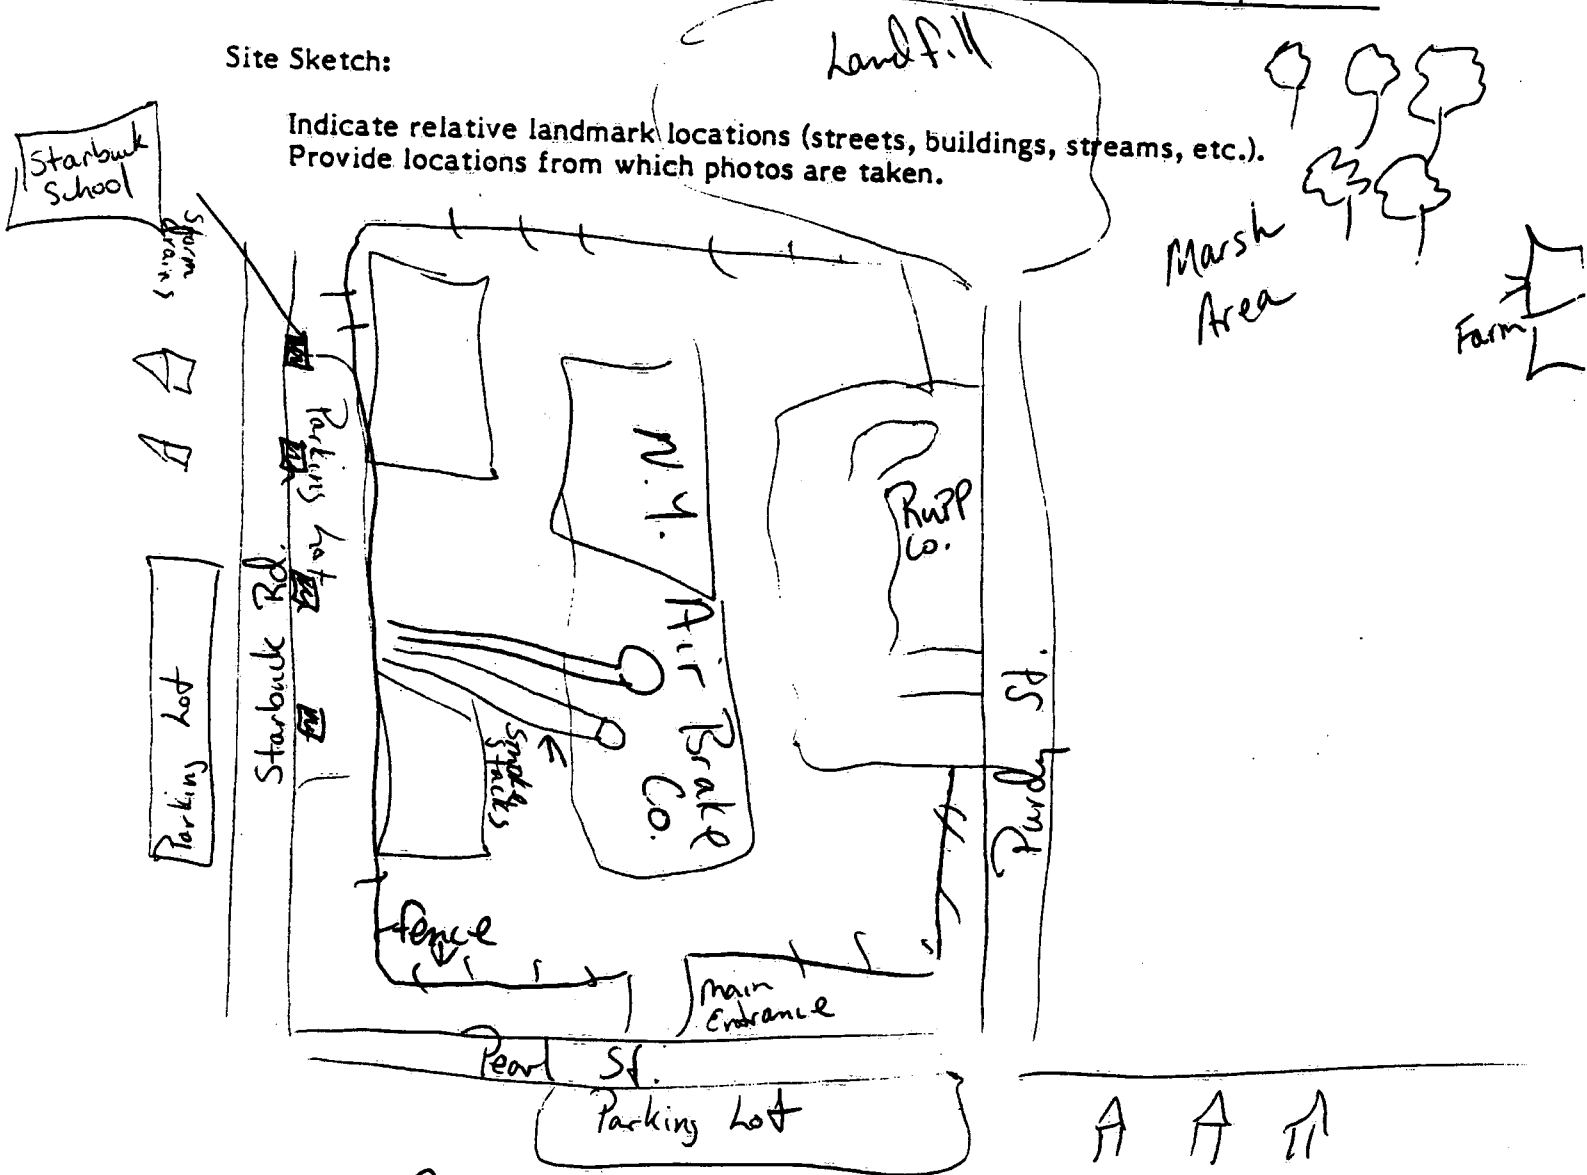 Landfill
Site Sketch:
Indicate relative landmark locations (streets, buildings, streams, etc.).
Provide locations from which photos are taken.
Starbuck
School
Storm
drains
Marsh
Area
Farm
Parking Lot
N.Y.
Air Brake
Co.
Rupp
Co.
Starbuck Rd.
Parking Lot
Smoke
stacks
Purdy St.
fence
Main
Entrance
Pearl St.
Parking Lot